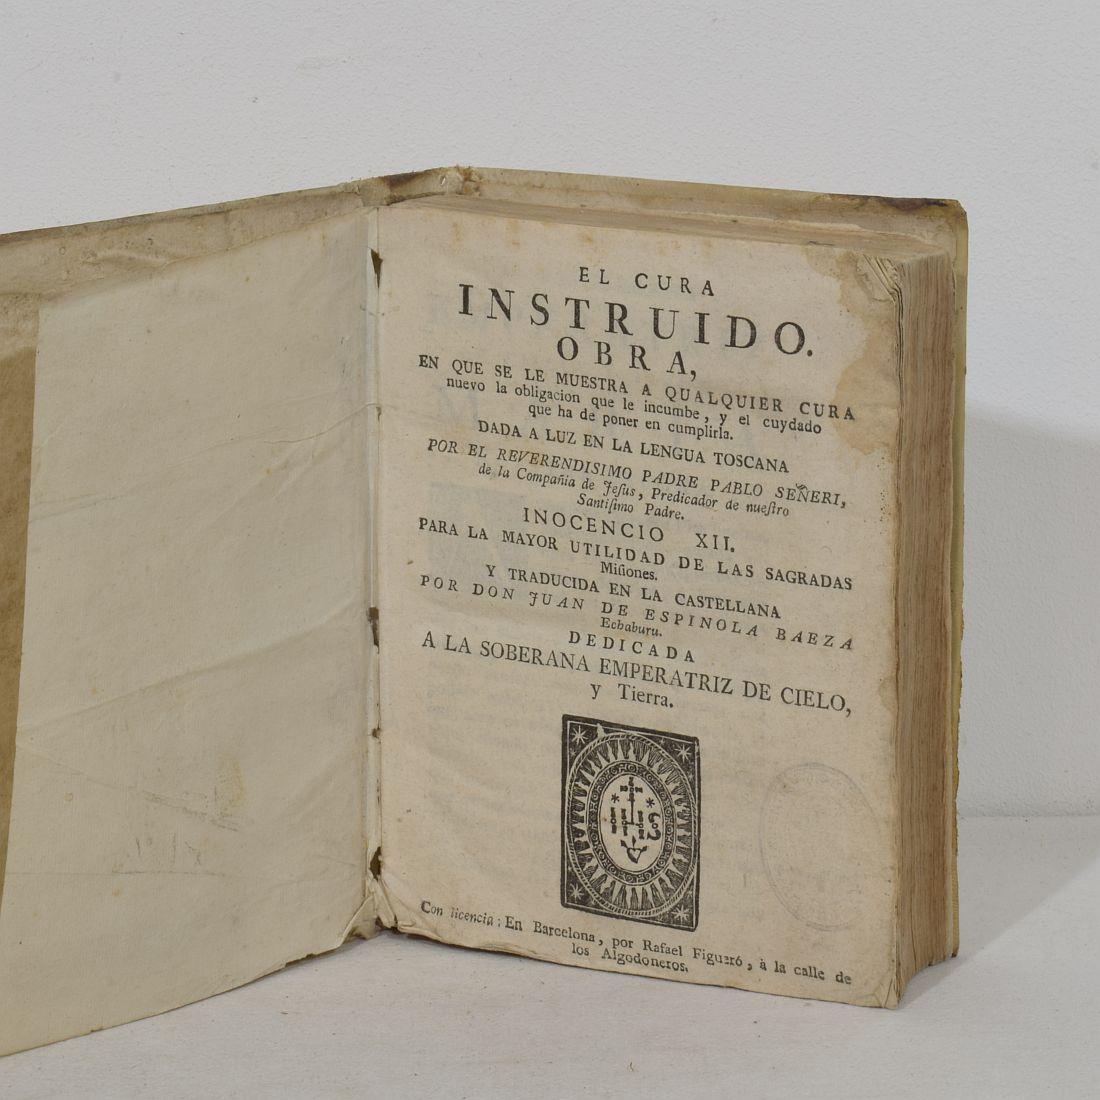 EL CURA
INSTRUIDO.
OBRA,
EN QUE SE LE MUESTRA A QUALQUIER CURA
nuevo la obligacion que le incumbe, y el cuydado
que ha de poner en cumplirla.
DADA A LUZ EN LA LENGUA TOSCANA
POR EL REVERENDISIMO PADRE PABLO SEÑERI,
de la Compañia de Jeſus, Predicador de nueſtro
Santiſimo Padre.
INOCENCIO XII.
PARA LA MAYOR UTILIDAD DE LAS SAGRADAS
Miſiones.
Y TRADUCIDA EN LA CASTELLANA
POR DON JUAN DE ESPINOLA BAEZA
Echaburu.
DEDICADA
A LA SOBERANA EMPERATRIZ DE CIELO,
y Tierra.
IHS
Con licencia: En Barcelona, por Rafael Figueró, à la calle de
los Algodoneros.